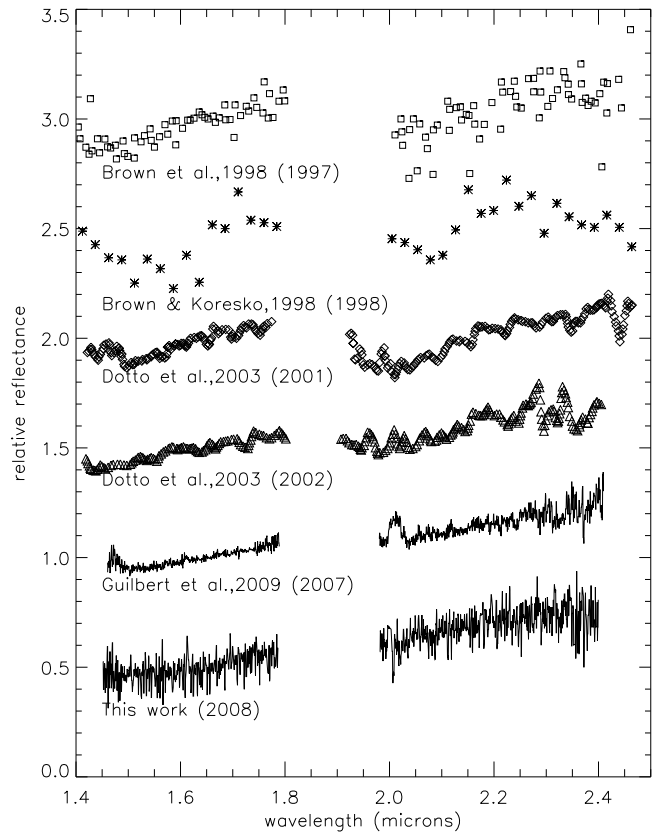 3.5
3.0
Brown et al.,1998 (1997)
2.5
Brown & Koresko,1998 (1998)
2.0
Dotto et al.,2003 (2001)
1.5
Dotto et al.,2003 (2002)
1.0
Guilbert et al.,2009 (2007)
0.5
This work (2008)
0.0
relative reflectance
1.4 1.6 1.8 2.0 2.2 2.4
wavelength (microns)